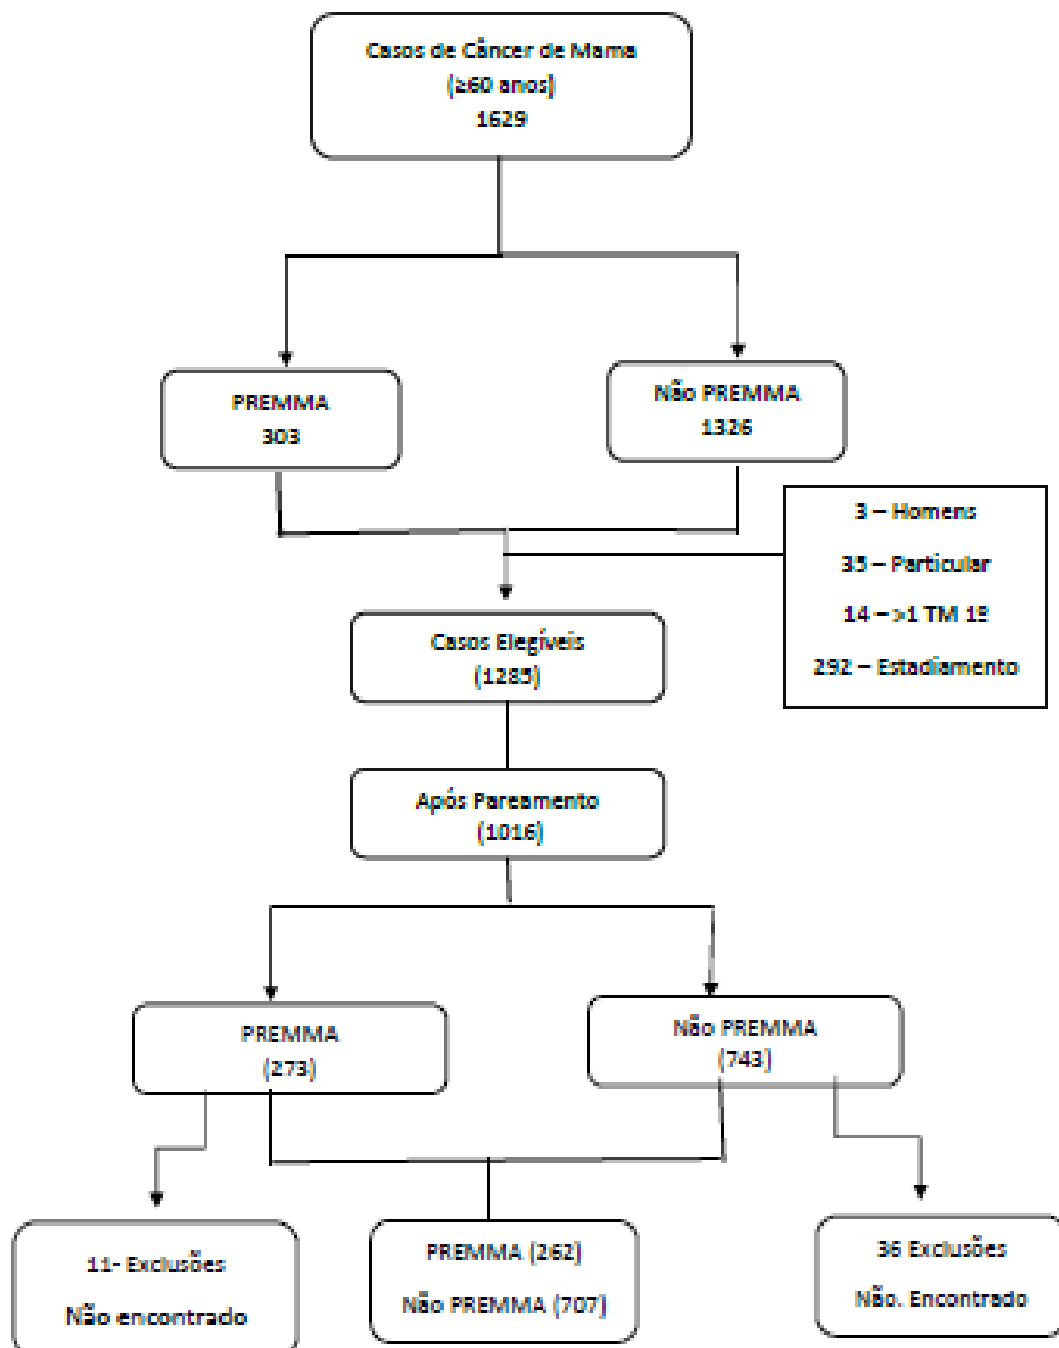 Casos de Câncer de Mama
(≥60 anos)
1629
PREMMA
303
Não PREMMA
1326
3 – Homens
35 – Particular
14 – >1 TM 1º
292 – Estadiamento
Casos Elegíveis
(1285)
Após Pareamento
(1016)
PREMMA
(273)
Não PREMMA
(743)
11- Exclusões
Não encontrado
PREMMA (262)
Não PREMMA (707)
36 Exclusões
Não. Encontrado